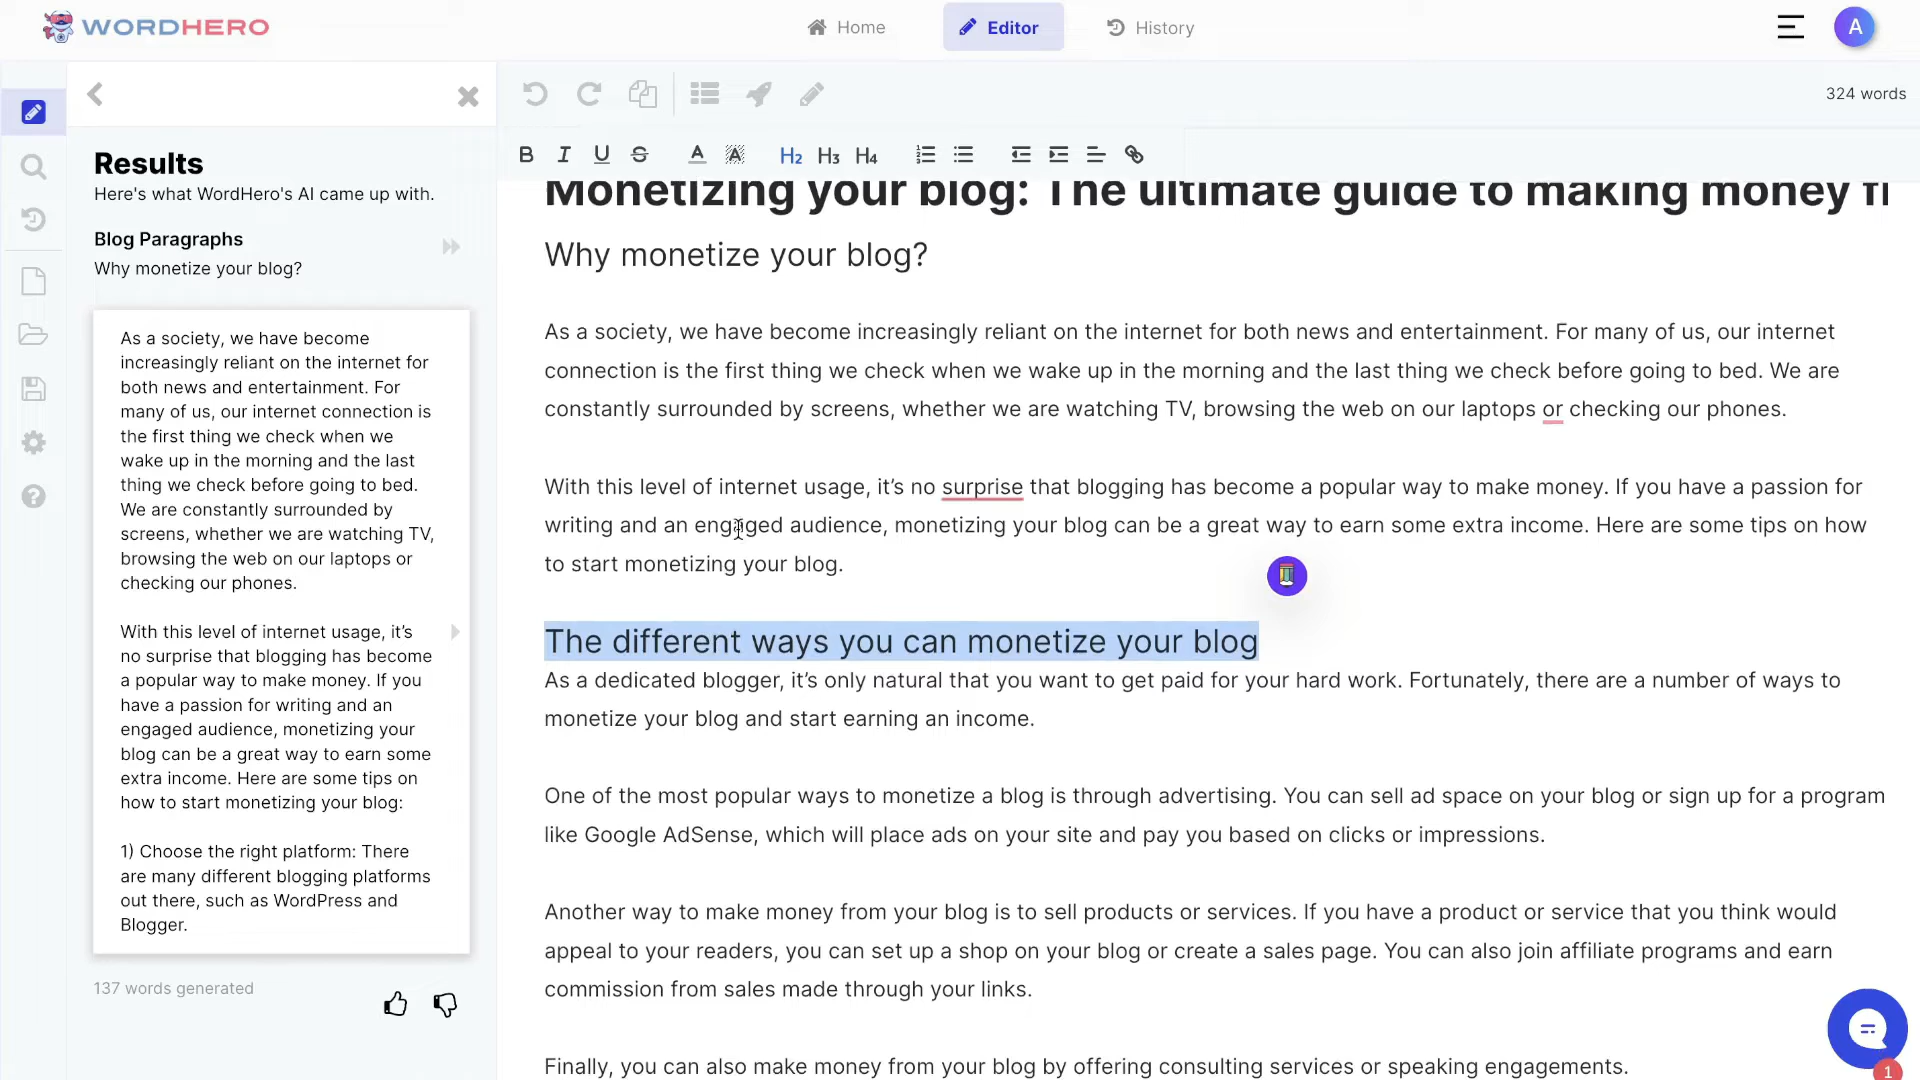 WORDHERO
Home
Editor
History
A
324 words
B I U S A A H2 H3 H4
Results
Here's what WordHero's AI came up with.
Blog Paragraphs
Why monetize your blog?
As a society, we have become
increasingly reliant on the internet for
both news and entertainment. For
many of us, our internet connection is
the first thing we check when we
wake up in the morning and the last
thing we check before going to bed.
We are constantly surrounded by
screens, whether we are watching TV,
browsing the web on our laptops or
checking our phones.
With this level of internet usage, it's
no surprise that blogging has become
a popular way to make money. If you
have a passion for writing and an
engaged audience, monetizing your
blog can be a great way to earn some
extra income. Here are some tips on
how to start monetizing your blog:
1) Choose the right platform: There
are many different blogging platforms
out there, such as WordPress and
Blogger.
137 words generated
Monetizing your blog: The ultimate guide to making money
Why monetize your blog?
As a society, we have become increasingly reliant on the internet for both news and entertainment. For many of us, our internet
connection is the first thing we check when we wake up in the morning and the last thing we check before going to bed. We are
constantly surrounded by screens, whether we are watching TV, browsing the web on our laptops or checking our phones.
With this level of internet usage, it's no surprise that blogging has become a popular way to make money. If you have a passion for
writing and an engaged audience, monetizing your blog can be a great way to earn some extra income. Here are some tips on how
to start monetizing your blog.
The different ways you can monetize your blog
As a dedicated blogger, it's only natural that you want to get paid for your hard work. Fortunately, there are a number of ways to
monetize your blog and start earning an income.
One of the most popular ways to monetize a blog is through advertising. You can sell ad space on your blog or sign up for a program
like Google AdSense, which will place ads on your site and pay you based on clicks or impressions.
Another way to make money from your blog is to sell products or services. If you have a product or service that you think would
appeal to your readers, you can set up a shop on your blog or create a sales page. You can also join affiliate programs and earn
commission from sales made through your links.
Finally, you can also make money from your blog by offering consulting services or speaking engagements.
1